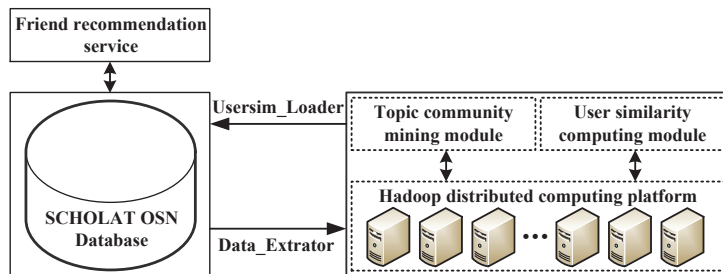 Friend recommendation
service
Usersim_Loader
Topic community
mining module
User similarity
computing module
Hadoop distributed computing platform
SCHOLAT OSN
Database
Data_Extrator